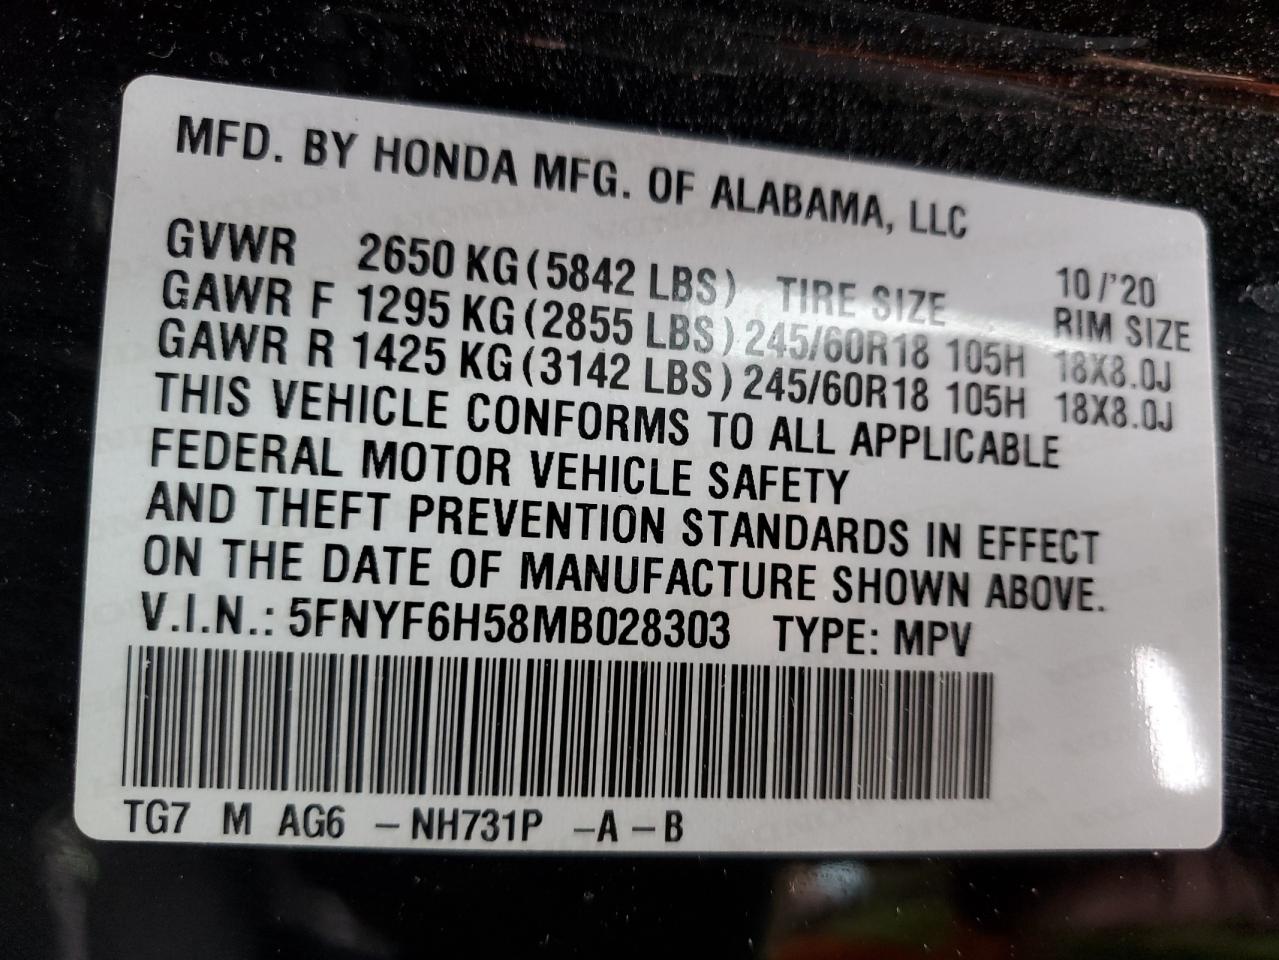 MFD. BY HONDA MFG. OF ALABAMA, LLC
10/'20
GVWR 2650 KG (5842 LBS) TIRE SIZE RIM SIZE
GAWR F 1295 KG (2855 LBS) 245/60R18 105H 18X8.0J
GAWR R 1425 KG (3142 LBS) 245/60R18 105H 18X8.0J
THIS VEHICLE CONFORMS TO ALL APPLICABLE
FEDERAL MOTOR VEHICLE SAFETY
AND THEFT PREVENTION STANDARDS IN EFFECT
ON THE DATE OF MANUFACTURE SHOWN ABOVE.
V.I.N.: 5FNYF6H58MB028303 TYPE: MPV
TG7 M AG6 -NH731P -A -B